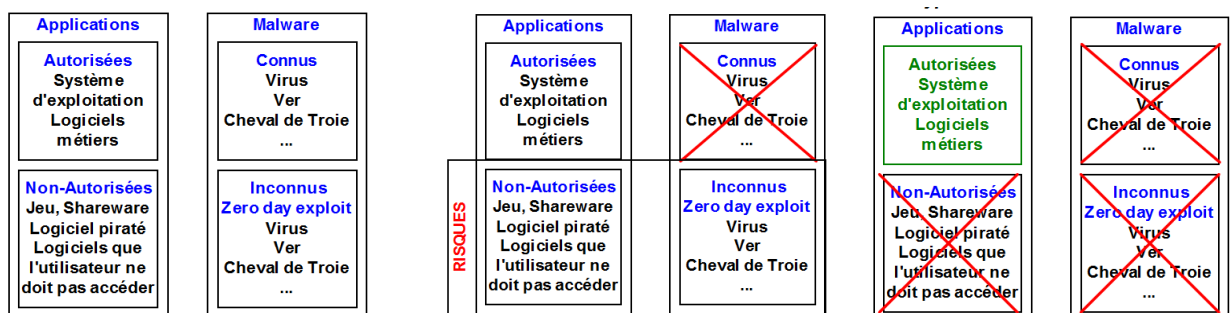 Applications
Autorisées
Système
d'exploitation
Logiciels
métiers
Non-Autorisées
Jeu, Shareware
Logiciel piraté
Logiciels que
l'utilisateur ne
doit pas accéder
Malware
Connus
Virus
Ver
Cheval de Troie
...
Inconnus
Zero day exploit
Virus
Ver
Cheval de Troie
...
RISQUES
Applications
Autorisées
Système
d'exploitation
Logiciels
métiers
Non-Autorisées
Jeu, Shareware
Logiciel piraté
Logiciels que
l'utilisateur ne
doit pas accéder
Malware
Connus
Virus
Ver
Cheval de Troie
...
Inconnus
Zero day exploit
Virus
Ver
Cheval de Troie
...
Applications
Autorisées
Système
d'exploitation
Logiciels
métiers
Non-Autorisées
Jeu, Shareware
Logiciel piraté
Logiciels que
l'utilisateur ne
doit pas accéder
Malware
Connus
Virus
Ver
Cheval de Troie
...
Inconnus
Zero day exploit
Virus
Ver
Cheval de Troie
...